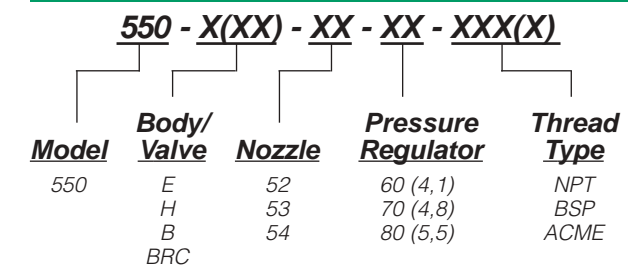 550 - X(XX) - XX - XX - XXX(X)
Body/ Pressure Thread
Model Valve Nozzle Regulator Type
550 E 52 60 (4,1) NPT
H 53 70 (4,8) BSP
B 54 80 (5,5) ACME
BRC